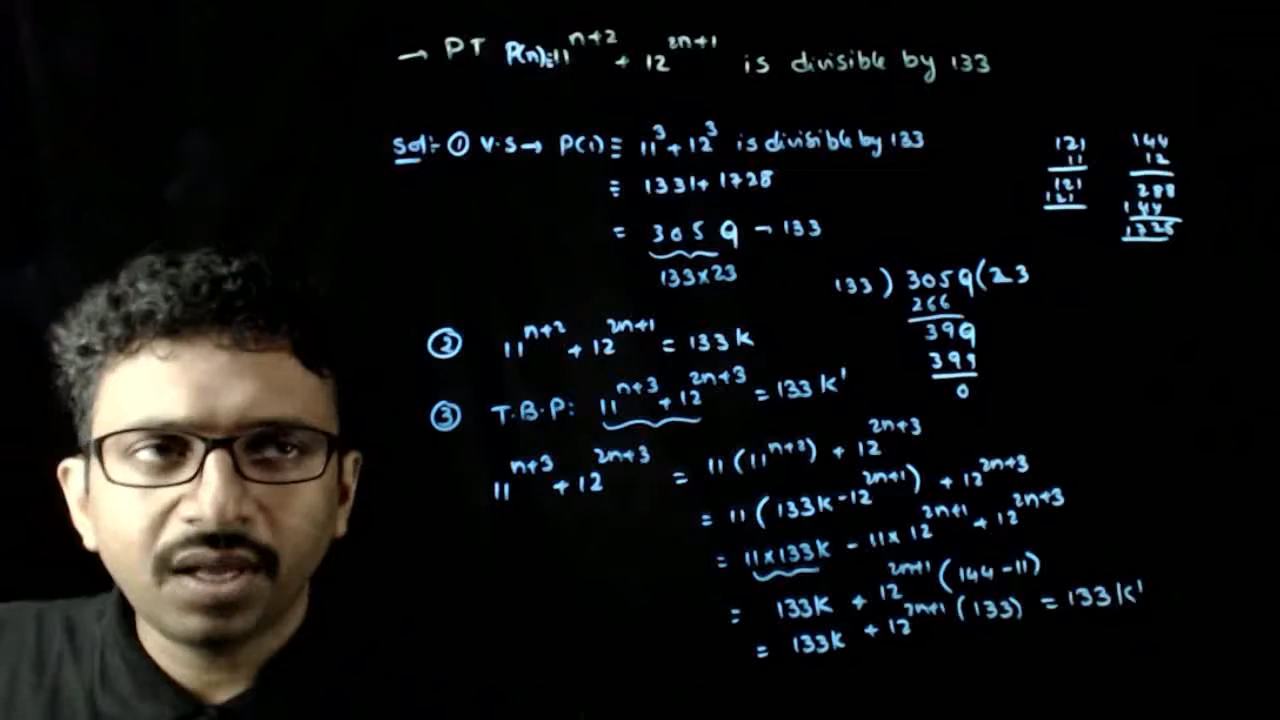 → PT P(n)≡11^{n+2} + 12^{2n+1} is divisible by 133
Sol:- ① V.S → P(1) ≡ 11^3 + 12^3 is divisible by 133
≡ 1331 + 1728
= 3059 → 133
133×23
121
11
121
121
144
12
288
144
1728
133 ) 3059 ( 23
266
399
399
0
② 11^{n+2} + 12^{2n+1} = 133k
③ T.B.P: 11^{n+3} + 12^{2n+3} = 133k'
11^{n+3} + 12^{2n+3} = 11(11^{n+2}) + 12^{2n+3}
= 11(133k - 12^{2n+1}) + 12^{2n+3}
= 11×133k - 11×12^{2n+1} + 12^{2n+3}
= 133k + 12^{2n+1}(144-11)
= 133k + 12^{2n+1}(133) = 133k'